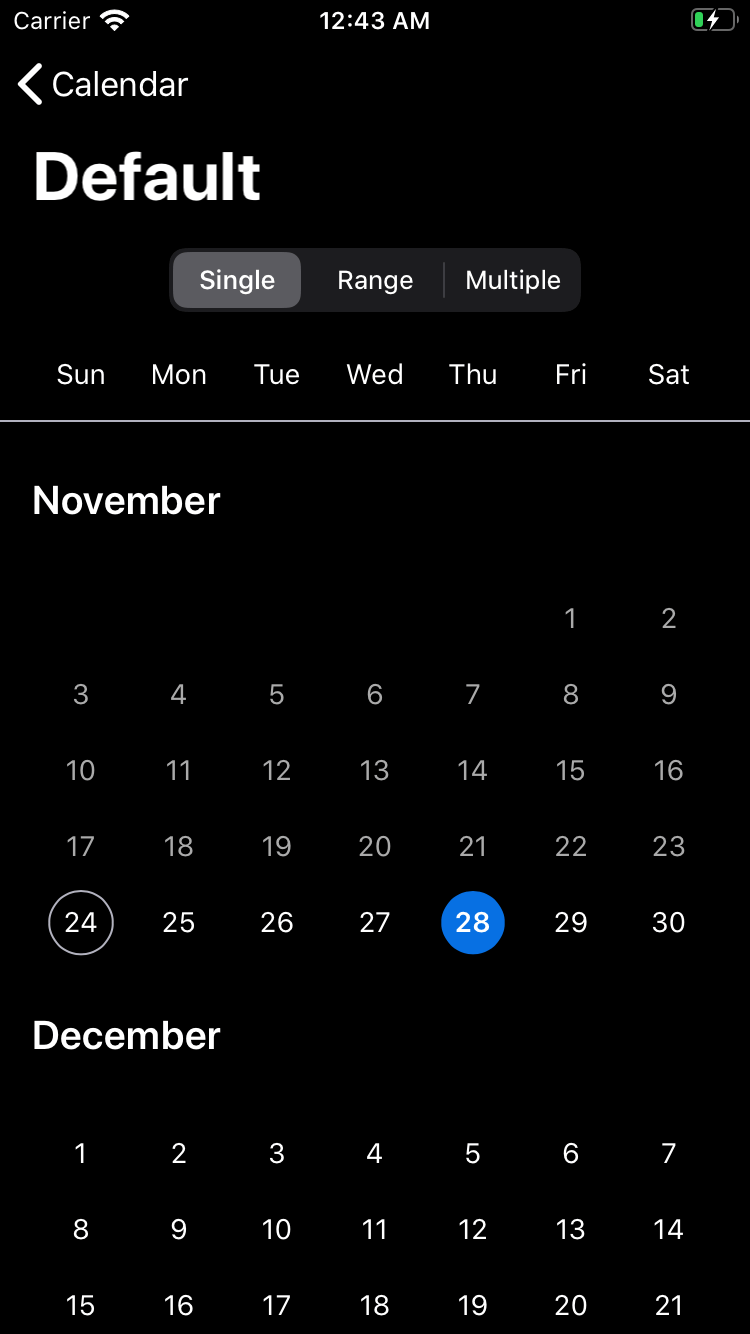 Carrier 12:43 AM
Calendar
Default
Single Range Multiple
Sun Mon Tue Wed Thu Fri Sat
November
1 2
3 4 5 6 7 8 9
10 11 12 13 14 15 16
17 18 19 20 21 22 23
24 25 26 27 28 29 30
December
1 2 3 4 5 6 7
8 9 10 11 12 13 14
15 16 17 18 19 20 21